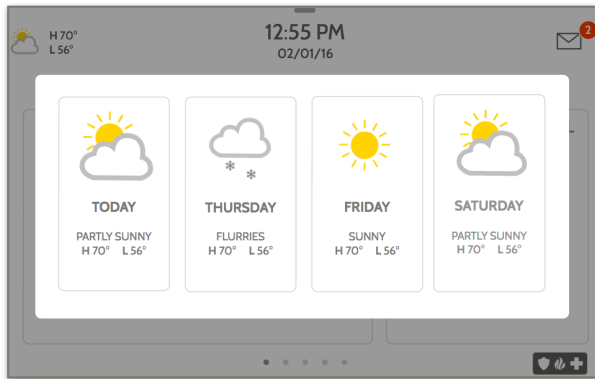 H 70°
L 56°
12:55 PM
02/01/16
2
TODAY
PARTLY SUNNY
H 70° L 56°
THURSDAY
FLURRIES
H 70° L 56°
FRIDAY
SUNNY
H 70° L 56°
SATURDAY
PARTLY SUNNY
H 70° L 56°